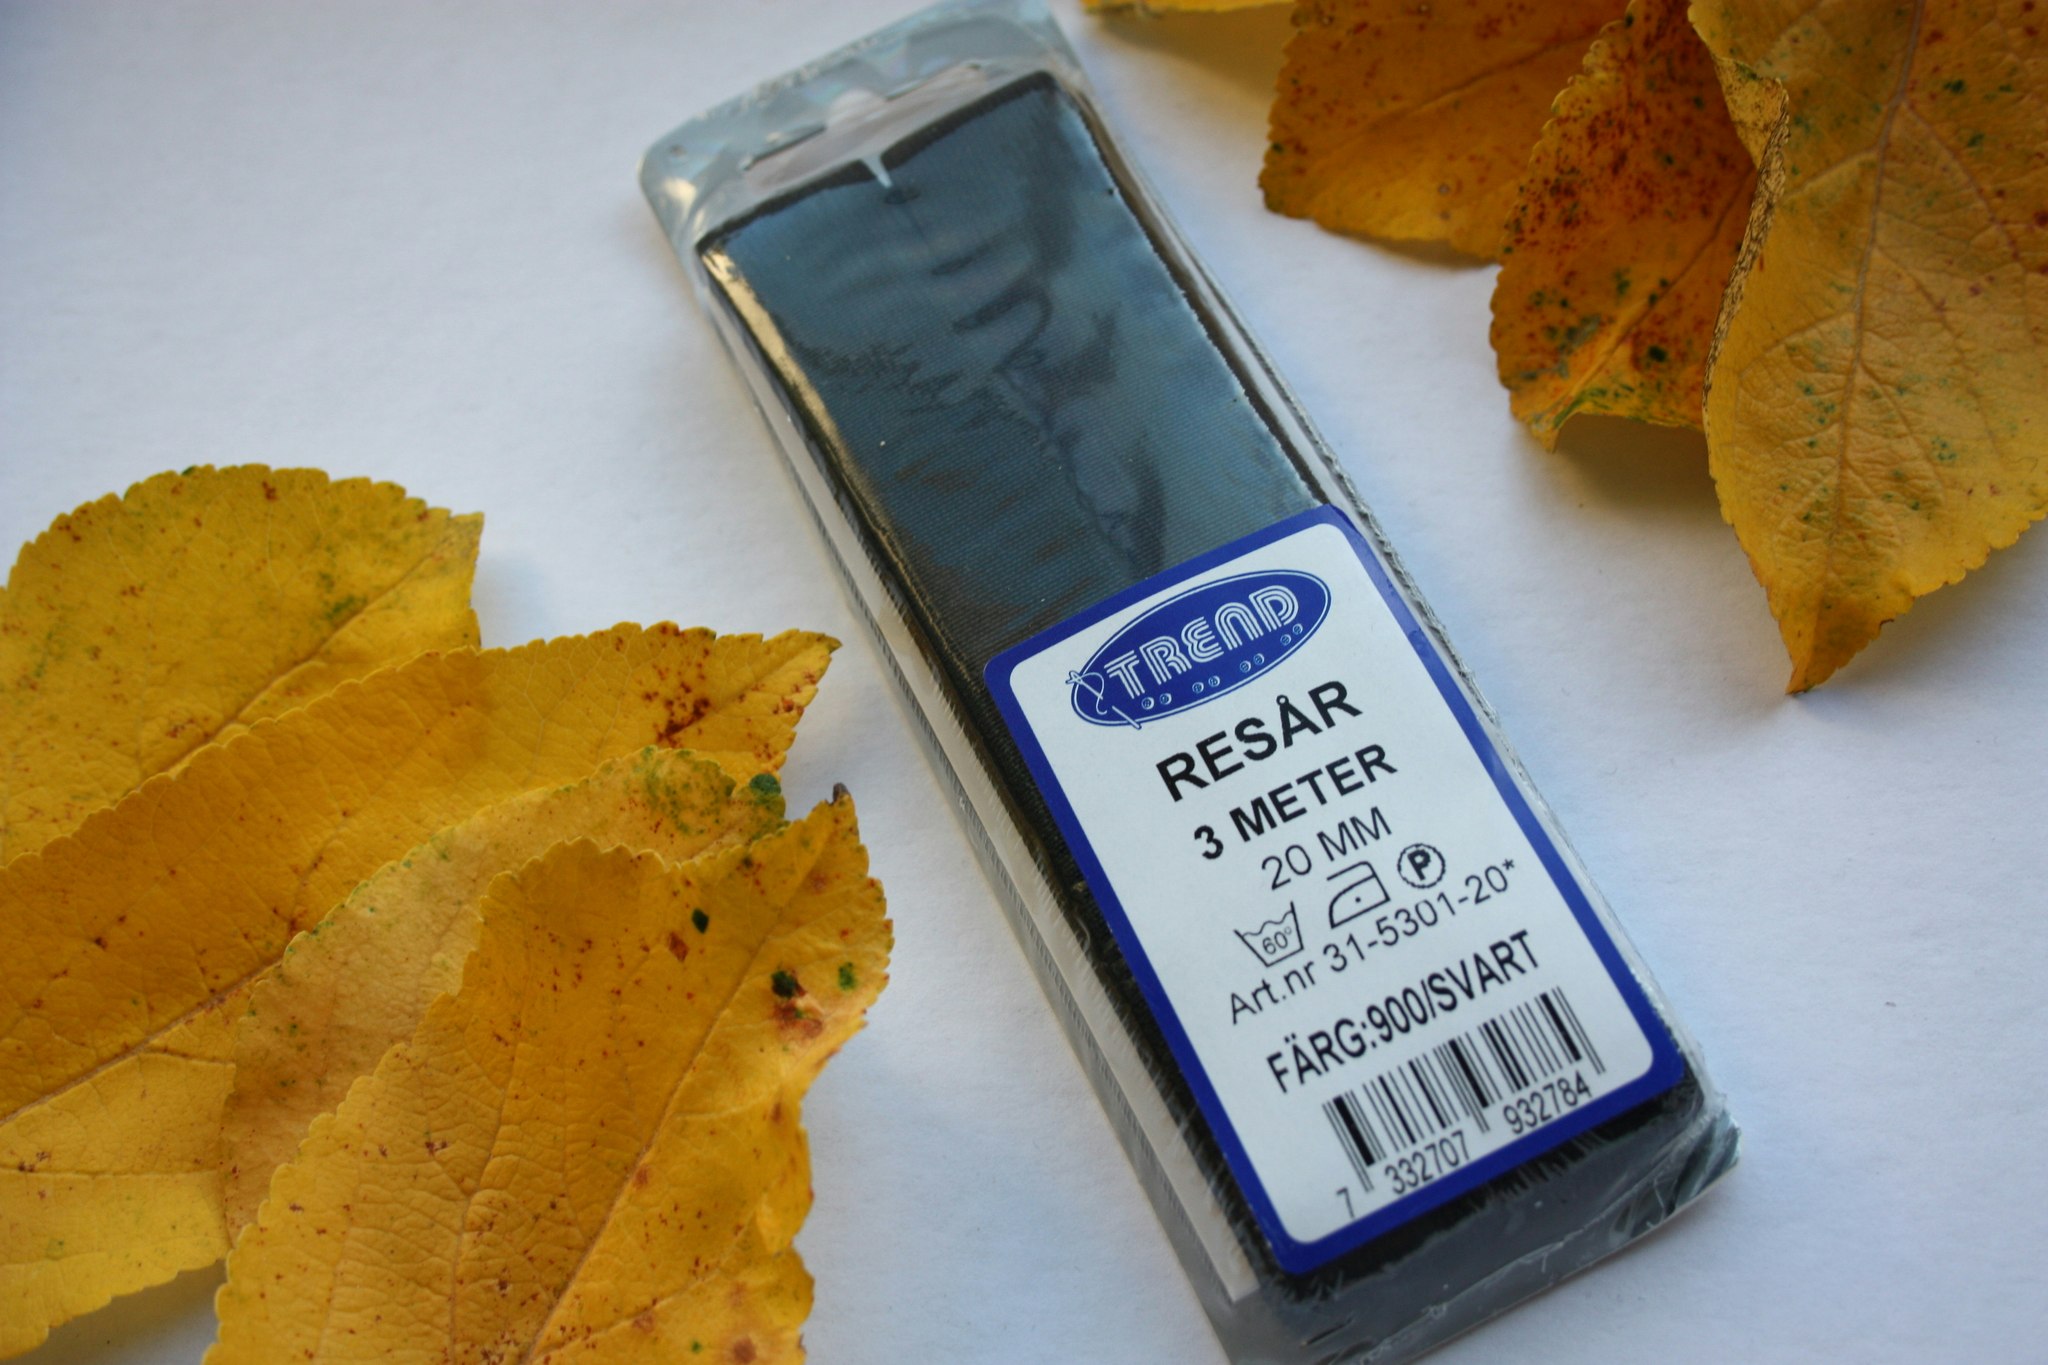 TREND
RESÅR
3 METER
20 MM
60° P
Art.nr 31-5301-20*
FÄRG:900/SVART
7 332707 932784